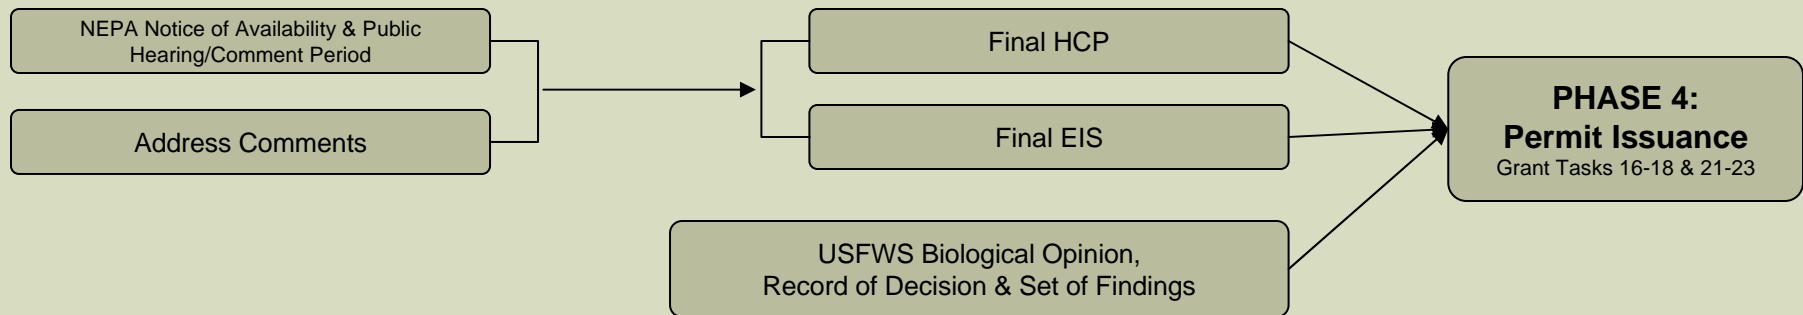 NEPA Notice of Availability & Public
Hearing/Comment Period
Address Comments
Final HCP
Final EIS
USFWS Biological Opinion,
Record of Decision & Set of Findings
PHASE 4:
Permit Issuance
Grant Tasks 16-18 & 21-23